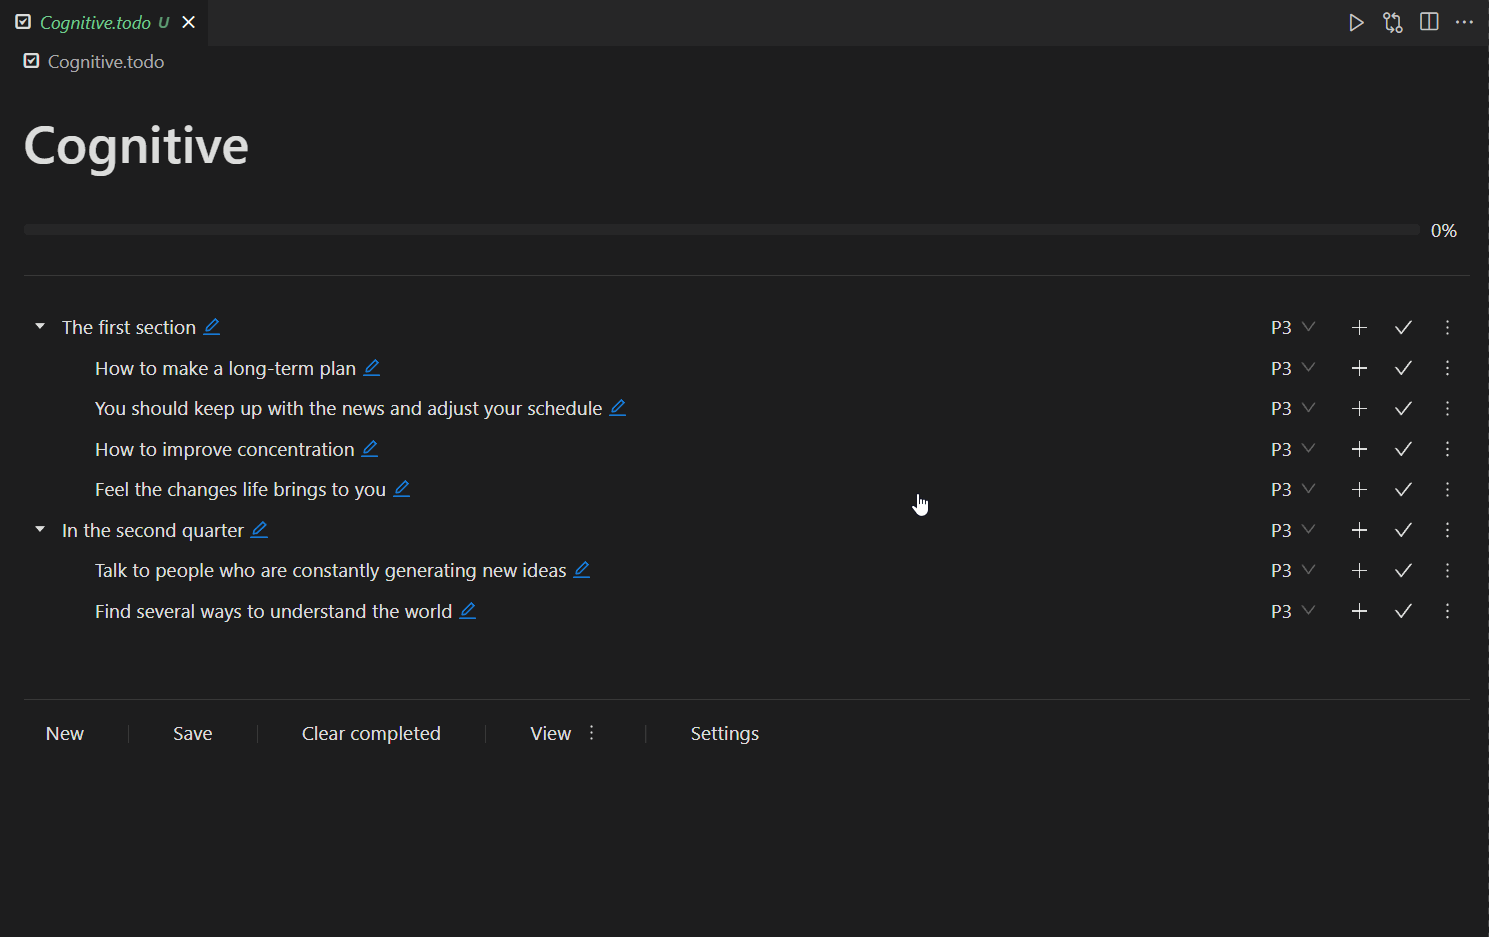 Cognitive.todo U
Cognitive.todo
Cognitive
0%
The first section P3
How to make a long-term plan P3
You should keep up with the news and adjust your schedule P3
How to improve concentration P3
Feel the changes life brings to you P3
In the second quarter P3
Talk to people who are constantly generating new ideas P3
Find several ways to understand the world P3
New Save Clear completed View Settings